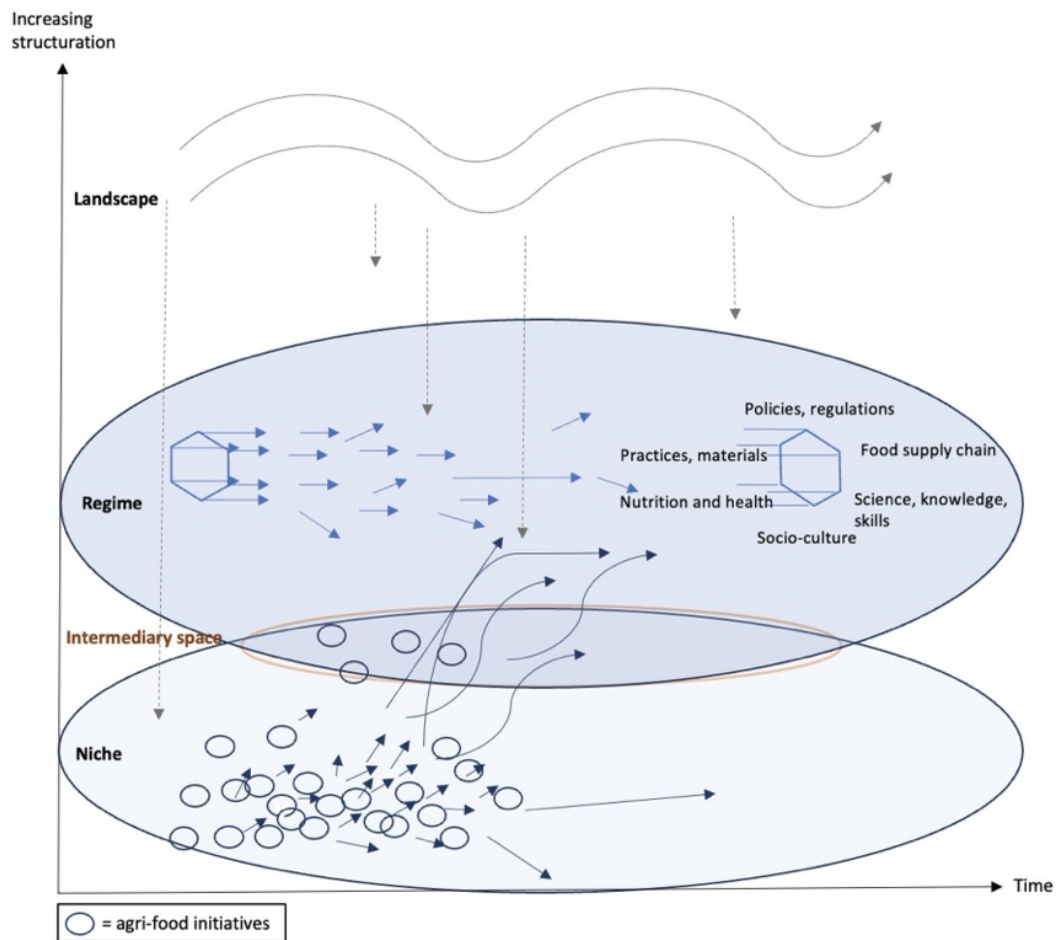 Increasing
structuration
Landscape
Policies, regulations
Practices, materials
Food supply chain
Regime
Nutrition and health
Science, knowledge,
skills
Socio-culture
Intermediary space
Niche
Time
= agri-food initiatives